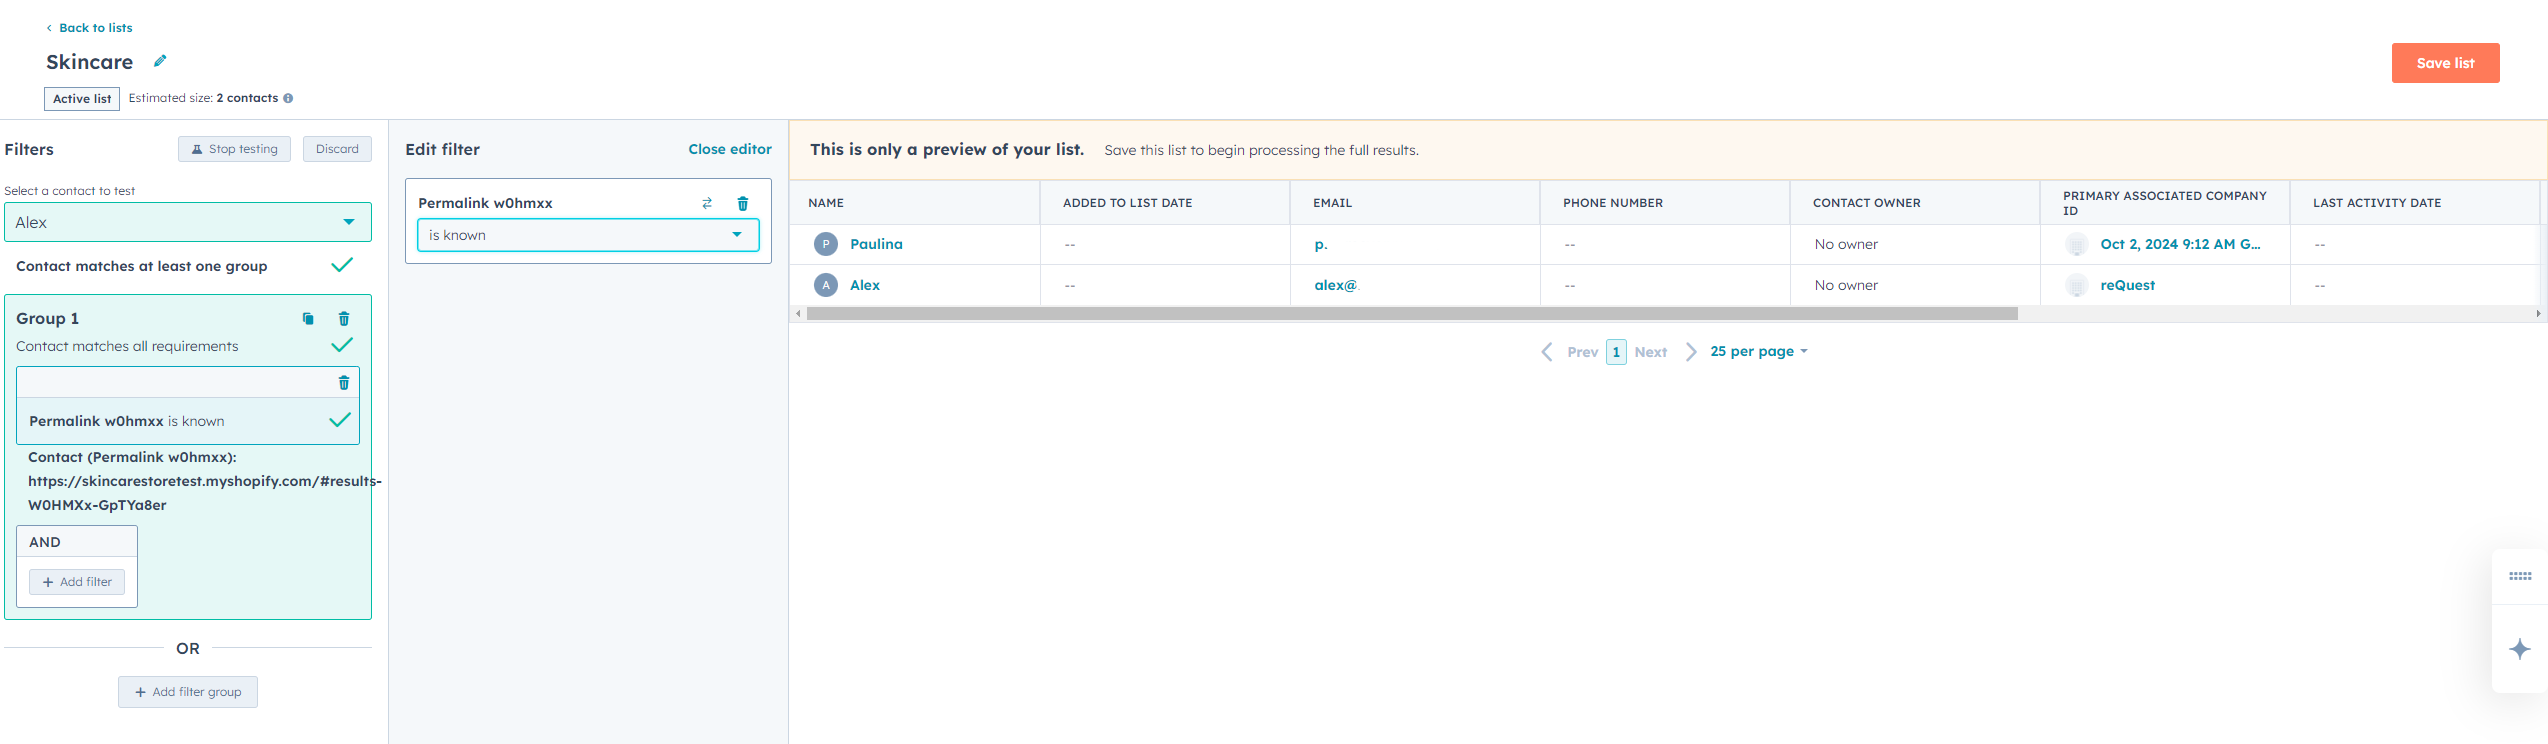 Back to lists
Skincare
Save list
Active list Estimated size: 2 contacts
Filters Stop testing Discard
Select a contact to test
Alex
Contact matches at least one group
Group 1
Contact matches all requirements
Permalink w0hmxx is known
Contact (Permalink w0hmxx):
https://skincarestoretest.myshopify.com/#results-
W0HMXx-GpTYa8er
AND
+ Add filter
OR
+ Add filter group
Edit filter Close editor
Permalink w0hmxx
is known
This is only a preview of your list. Save this list to begin processing the full results.
NAME ADDED TO LIST DATE EMAIL PHONE NUMBER CONTACT OWNER PRIMARY ASSOCIATED COMPANY ID LAST ACTIVITY DATE
P Paulina -- p. -- No owner Oct 2, 2024 9:12 AM G... --
A Alex -- alex@. -- No owner reQuest --
Prev 1 Next 25 per page